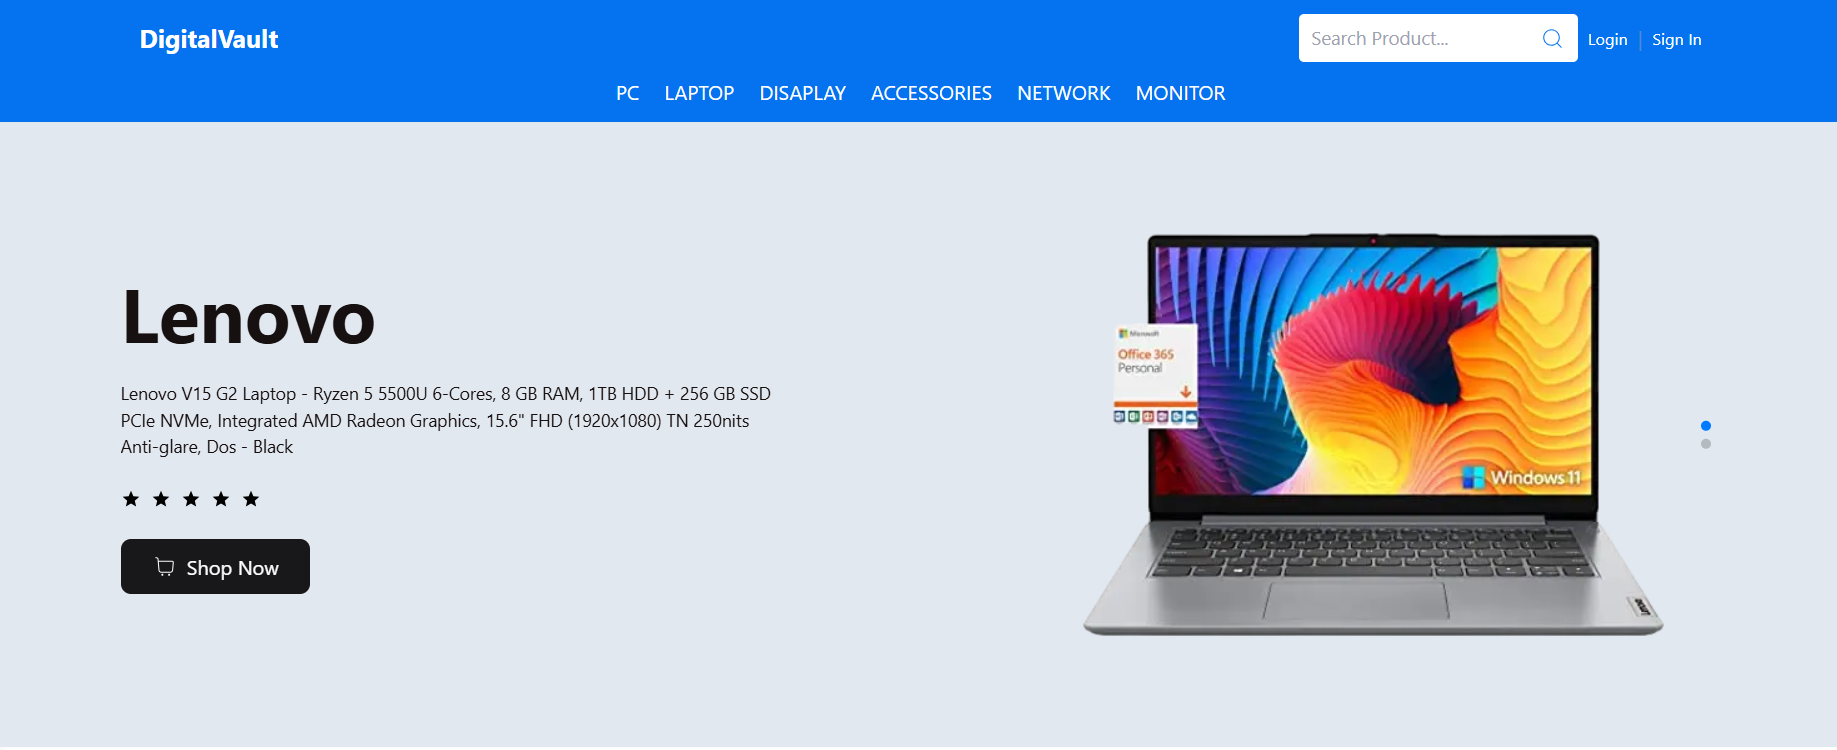 DigitalVault
Search Product...
Login | Sign In
PC LAPTOP DISAPLAY ACCESSORIES NETWORK MONITOR
Lenovo
Lenovo V15 G2 Laptop - Ryzen 5 5500U 6-Cores, 8 GB RAM, 1TB HDD + 256 GB SSD
PCIe NVMe, Integrated AMD Radeon Graphics, 15.6" FHD (1920x1080) TN 250nits
Anti-glare, Dos - Black
Shop Now
Microsoft
Office 365
Personal
Windows 11
Lenovo